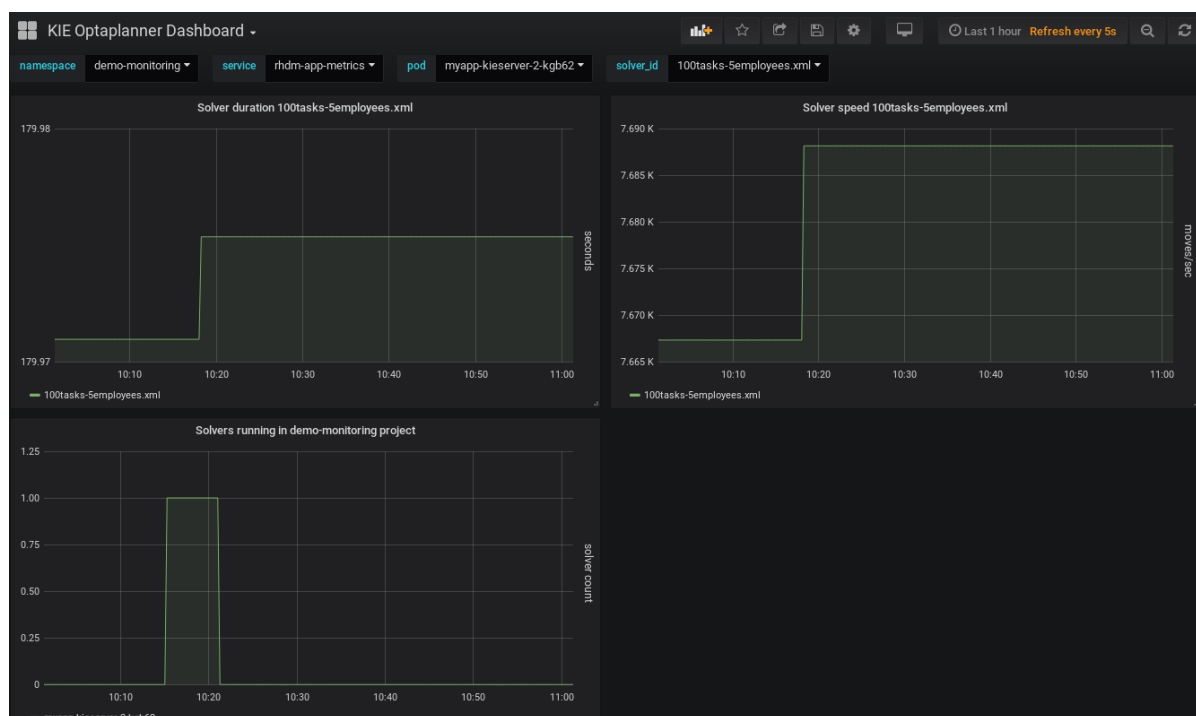 KIE Optaplanner Dashboard
Last 1 hour Refresh every 5s
namespace demo-monitoring service rhdm-app-metrics pod myapp-kieserver-2-kgb62 solver_id 100tasks-5employees.xml
Solver duration 100tasks-5employees.xml
179.98
179.97
seconds
10:10 10:20 10:30 10:40 10:50 11:00
100tasks-5employees.xml
Solver speed 100tasks-5employees.xml
7.690 K
7.685 K
7.680 K
7.675 K
7.670 K
7.665 K
moves/sec
10:10 10:20 10:30 10:40 10:50 11:00
100tasks-5employees.xml
Solvers running in demo-monitoring project
1.25
1.00
0.75
0.50
0.25
0
solver count
10:10 10:20 10:30 10:40 10:50 11:00